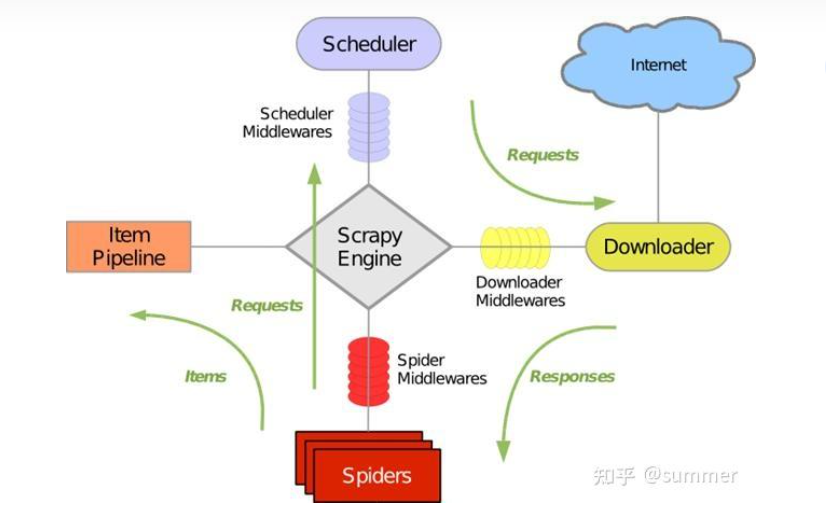 Scheduler
Internet
Scheduler
Middlewares
Requests
Item
Pipeline
Scrapy
Engine
Downloader
Downloader
Middlewares
Requests
Spider
Middlewares
Items
Responses
Spiders
知乎 @summer